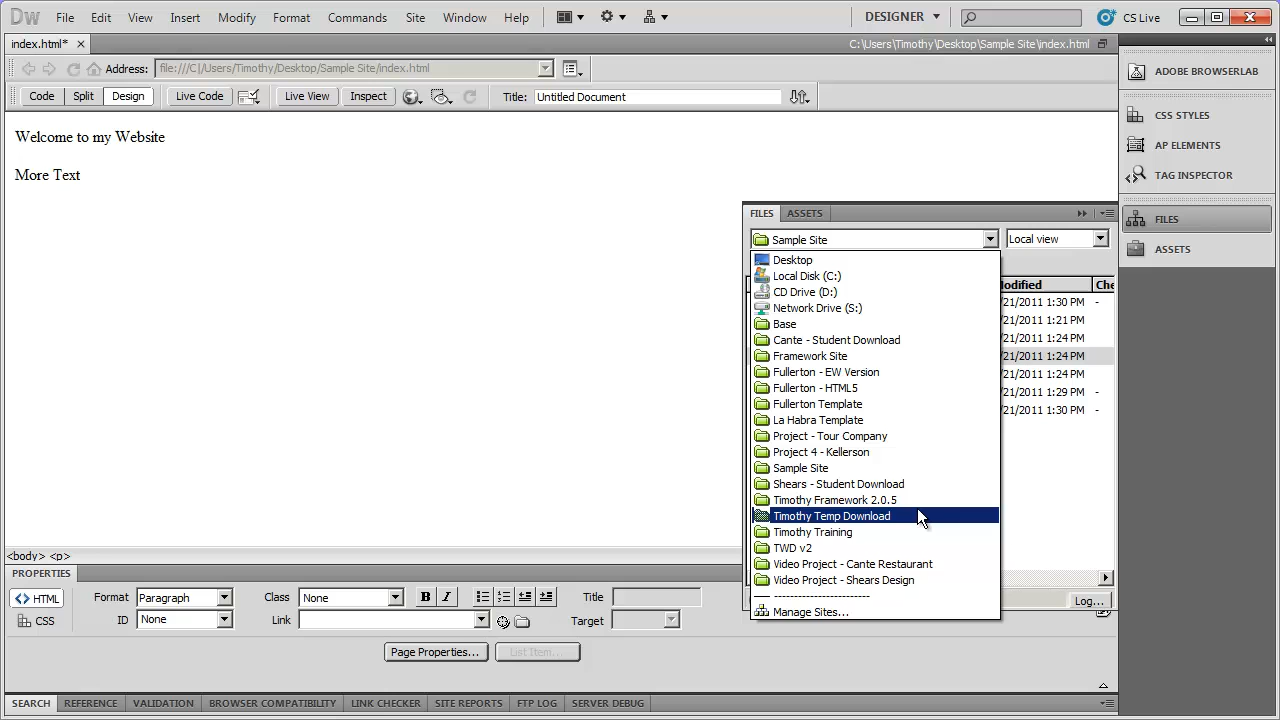 Dw File Edit View Insert Modify Format Commands Site Window Help DESIGNER CS Live
index.html* C:\Users\Timothy\Desktop\Sample Site\index.html
Address: file:///C|/Users/Timothy/Desktop/Sample Site/index.html
Code Split Design Live Code Live View Inspect Title: Untitled Document
Welcome to my Website
More Text
ADOBE BROWSERLAB
CSS STYLES
AP ELEMENTS
TAG INSPECTOR
FILES
ASSETS
FILES ASSETS
Sample Site Local view
Desktop
Local Disk (C:)
CD Drive (D:)
Network Drive (S:)
Base
Cante - Student Download
Framework Site
Fullerton - EW Version
Fullerton - HTML5
Fullerton Template
La Habra Template
Project - Tour Company
Project 4 - Kellerson
Sample Site
Shears - Student Download
Timothy Framework 2.0.5
Timothy Temp Download
Timothy Training
TWD v2
Video Project - Cante Restaurant
Video Project - Shears Design
------------------------
Manage Sites...
odified Che
/21/2011 1:30 PM -
/21/2011 1:21 PM
/21/2011 1:24 PM
/21/2011 1:24 PM
/21/2011 1:24 PM
/21/2011 1:29 PM -
/21/2011 1:30 PM -
Log...
<body> <p>
PROPERTIES
HTML Format Paragraph Class None B I Title
CSS ID None Link Target
Page Properties... List Item...
SEARCH REFERENCE VALIDATION BROWSER COMPATIBILITY LINK CHECKER SITE REPORTS FTP LOG SERVER DEBUG